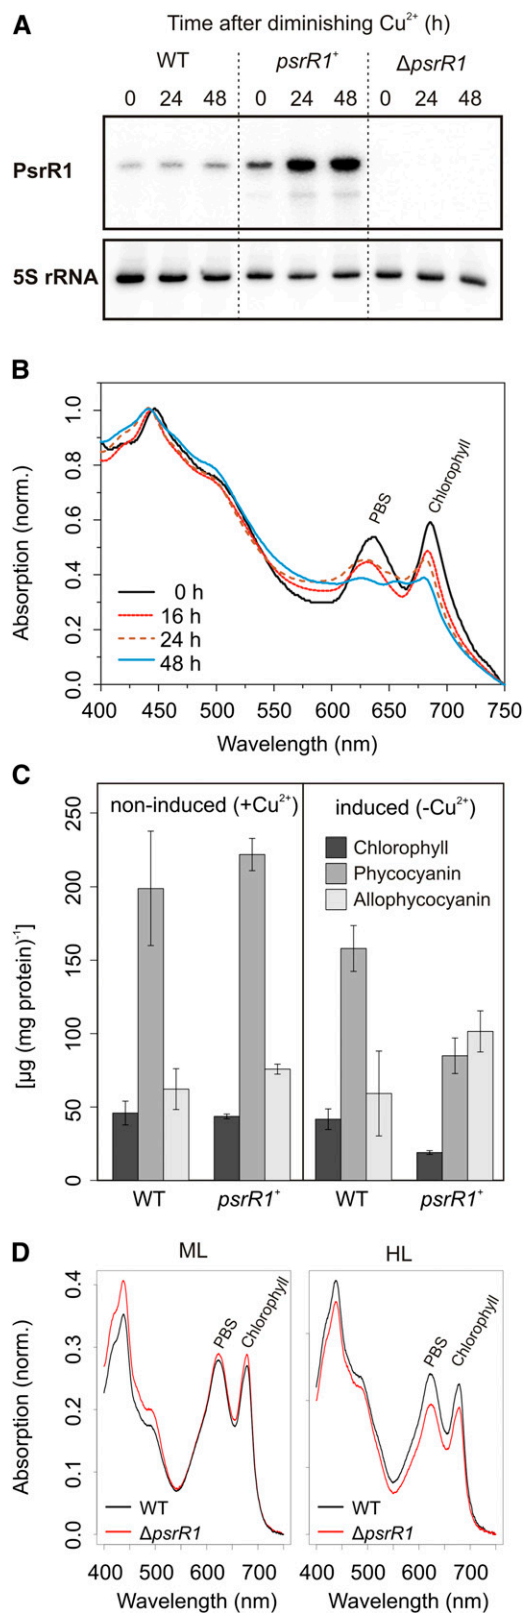 A
Time after diminishing Cu²⁺ (h)
WT psrR1⁺ ΔpsrR1
0 24 48 0 24 48 0 24 48
PsrR1
5S rRNA
B
Absorption (norm.)
1.0
0.8
0.6
0.4
0.2
0.0
PBS
Chlorophyll
0 h
16 h
24 h
48 h
400 450 500 550 600 650 700 750
Wavelength (nm)
C
[µg (mg protein)⁻¹]
250
200
150
100
50
0
non-induced (+Cu²⁺)
induced (-Cu²⁺)
Chlorophyll
Phycocyanin
Allophycocyanin
WT psrR1⁺ WT psrR1⁺
D
ML
HL
Absorption (norm.)
0.4
0.3
0.2
0.1
0.0
PBS
Chlorophyll
WT
ΔpsrR1
400 500 600 700
Wavelength (nm)
PBS
Chlorophyll
WT
ΔpsrR1
400 500 600 700
Wavelength (nm)